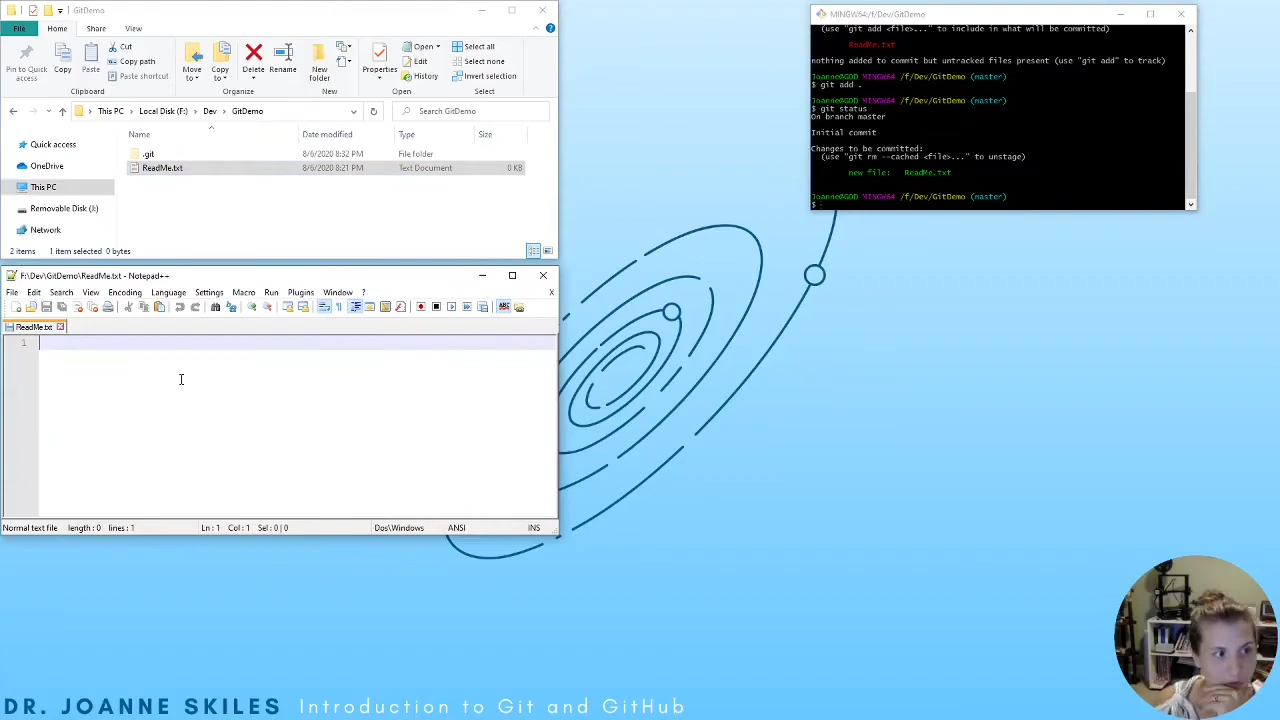 GitDemo
File Home Share View
Pin to Quick access
Copy
Paste
Cut
Copy path
Paste shortcut
Clipboard
Move
Copy
Delete
Rename
Organize
New folder
New
Properties
Open
Edit
History
Open
Select all
Select none
Invert selection
Select
This PC > Local Disk (F:) > Dev > GitDemo
Search GitDemo
Name Date modified Type Size
Quick access
OneDrive
This PC
Removable Disk (I:)
Network
.git 8/6/2020 8:32 PM File folder
ReadMe.txt 8/6/2020 8:21 PM Text Document 0 KB
2 items 1 item selected 0 bytes
F:\Dev\GitDemo\ReadMe.txt - Notepad++
File Edit Search View Encoding Language Settings Macro Run Plugins Window ? X
ReadMe.txt
1
Normal text file length : 0 lines : 1 Ln : 1 Col : 1 Sel : 0 | 0 Dos\Windows ANSI INS
MINGW64:/f/Dev/GitDemo
(use "git add <file>..." to include in what will be committed)
ReadMe.txt
nothing added to commit but untracked files present (use "git add" to track)
Joanne@GDD MINGW64 /f/Dev/GitDemo (master)
$ git add .
Joanne@GDD MINGW64 /f/Dev/GitDemo (master)
$ git status
On branch master
Initial commit
Changes to be committed:
(use "git rm --cached <file>..." to unstage)
new file: ReadMe.txt
Joanne@GDD MINGW64 /f/Dev/GitDemo (master)
$
DR. JOANNE SKILES Introduction to Git and GitHub